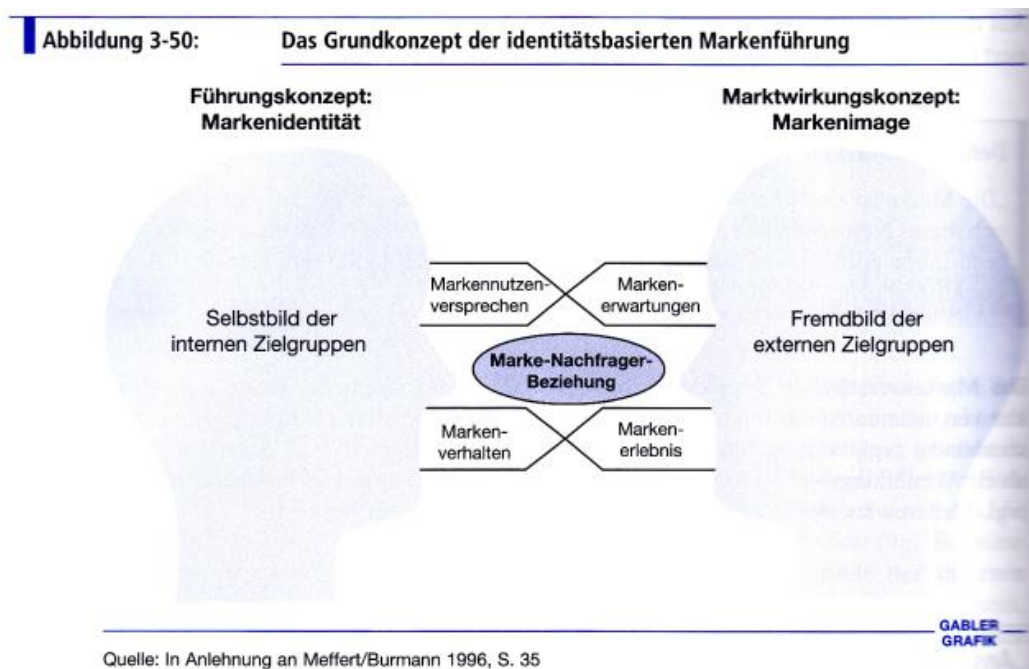 Abbildung 3-50: Das Grundkonzept der identitätsbasierten Markenführung
Führungskonzept:
Markenidentität
Marktwirkungskonzept:
Markenimage
Markennutzen-
versprechen
Marken-
erwartungen
Selbstbild der
internen Zielgruppen
Fremdbild der
externen Zielgruppen
Marke-Nachfrager-
Beziehung
Marken-
verhalten
Marken-
erlebnis
GABLER
GRAFIK
Quelle: In Anlehnung an Meffert/Burmann 1996, S. 35